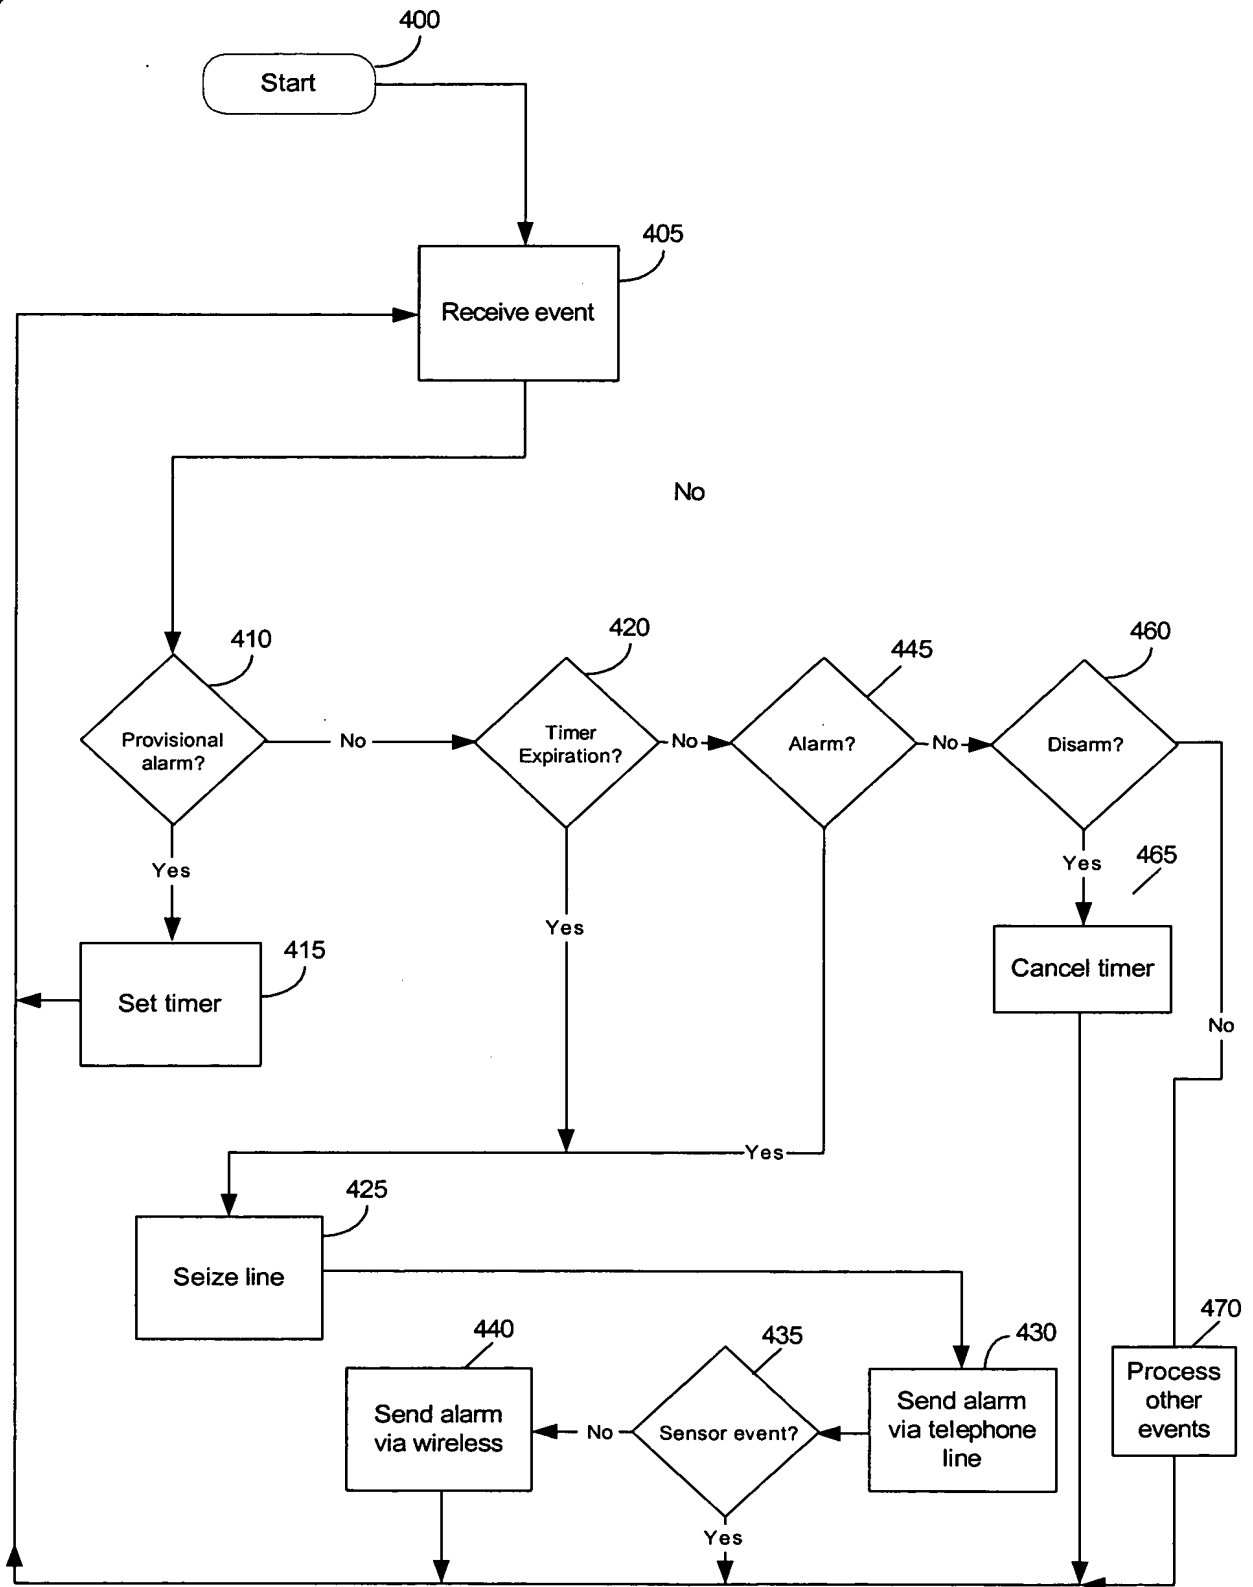 400
Start
405
Receive event
No
410
420
445
460
Provisional
alarm?
No
Timer
Expiration?
No
Alarm?
No
Disarm?
Yes
Yes
465
415
Yes
Set timer
Cancel timer
No
Yes
425
Seize line
440
435
430
470
Send alarm
via wireless
No
Sensor event?
Send alarm
via telephone
line
Process
other
events
Yes